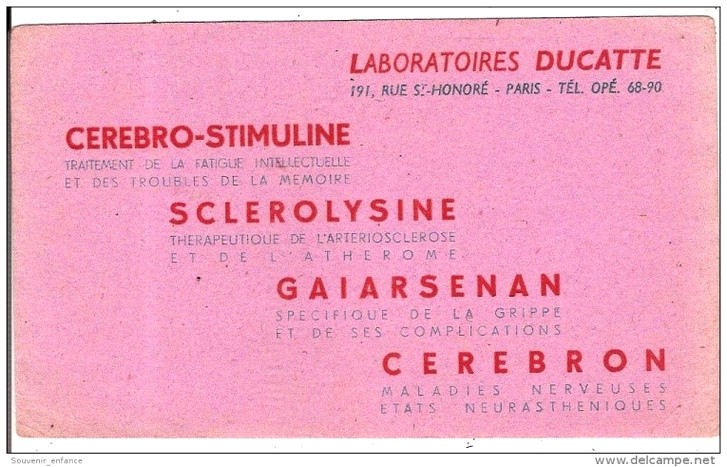 LABORATOIRES DUCATTE
191, RUE ST-HONORÉ - PARIS - TÉL. OPÉ. 68-90
CEREBRO-STIMULINE
TRAITEMENT DE LA FATIGUE INTELLECTUELLE
ET DES TROUBLES DE LA MEMOIRE
SCLEROLYSINE
THERAPEUTIQUE DE L'ARTERIOSCLEROSE
ET DE L'ATHEROME
GAIARSENAN
SPECIFIQUE DE LA GRIPPE
ET DE SES COMPLICATIONS
CEREBRON
MALADIES NERVEUSES
ETATS NEURASTHENIQUES
Souvenir_enfance
delcampe.net